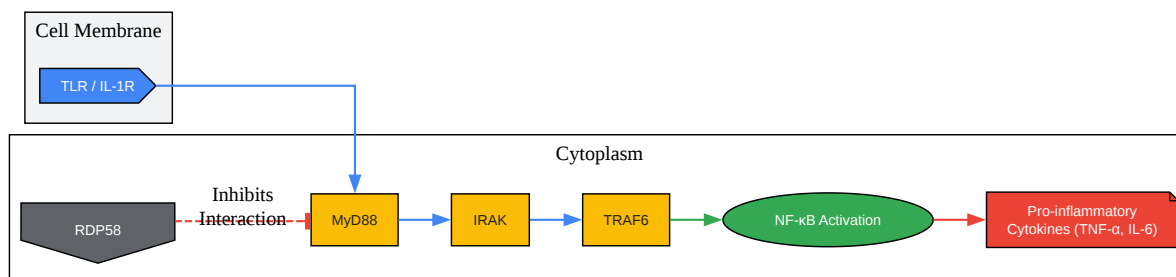 Cell Membrane
TLR / IL-1R
Cytoplasm
RDP58
Inhibits
Interaction
MyD88
IRAK
TRAF6
NF-κB Activation
Pro-inflammatory
Cytokines (TNF-α, IL-6)